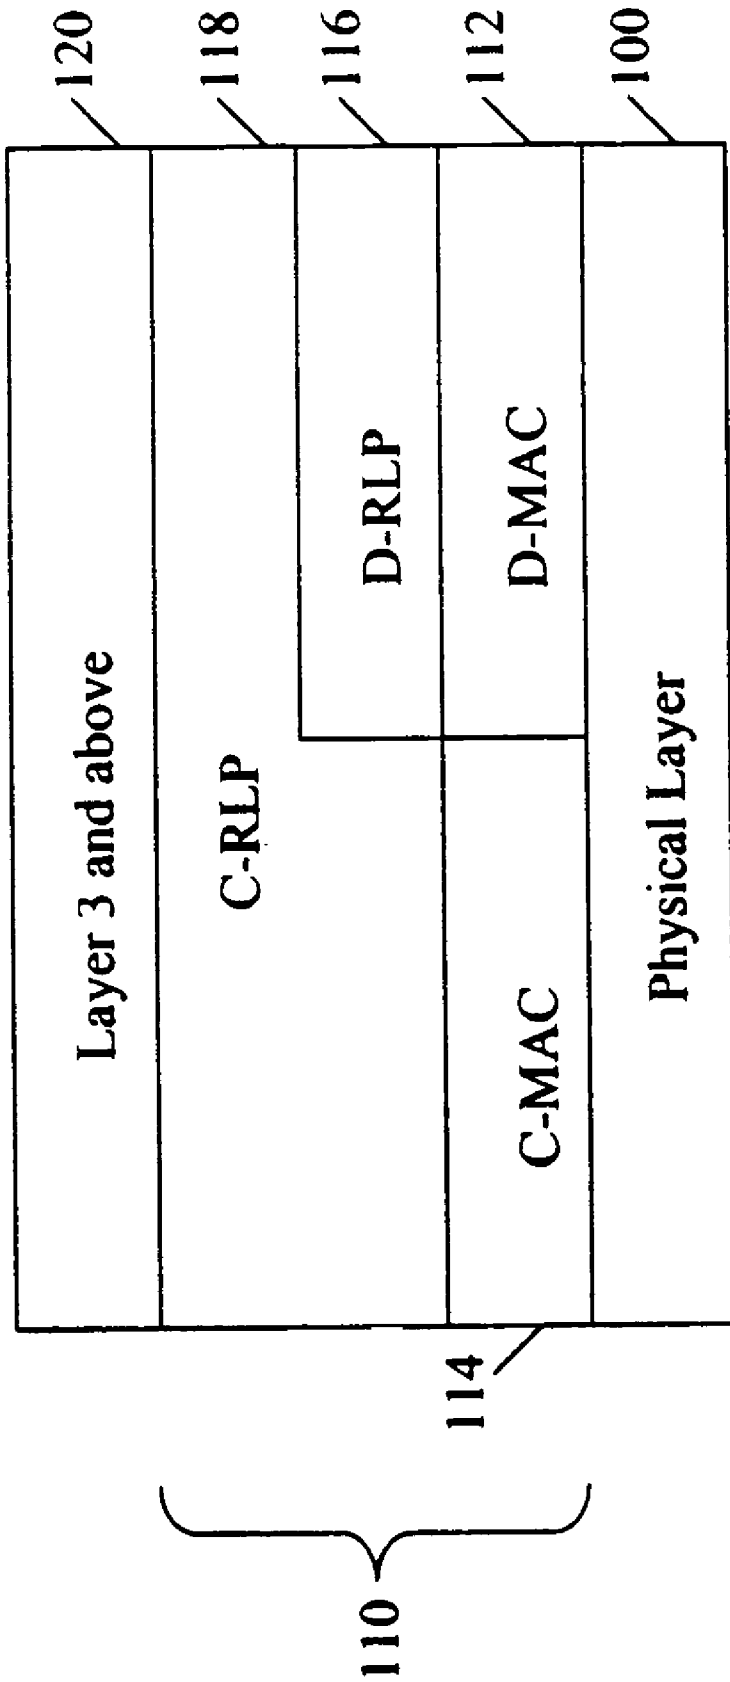 Layer 3 and above
120
C-RLP
118
D-RLP
116
110
114
C-MAC
D-MAC
112
Physical Layer
100